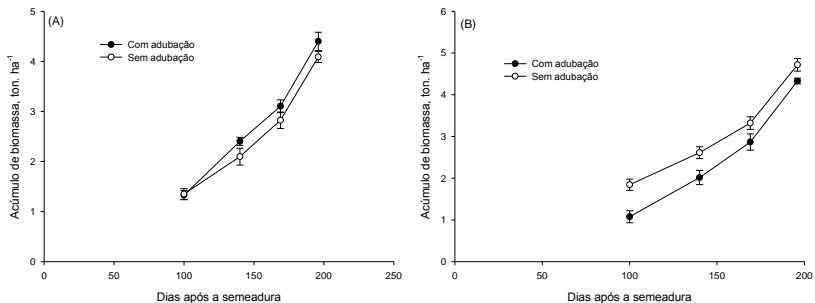 (A)
Com adubação
Sem adubação
Acúmulo de biomassa, ton. ha⁻¹
5
4
3
2
1
0
0 50 100 150 200 250
Dias após a semeadura
(B)
Com adubação
Sem adubação
Acúmulo de biomassa, ton. ha⁻¹
6
5
4
3
2
1
0
0 50 100 150 200
Dias após a semeadura